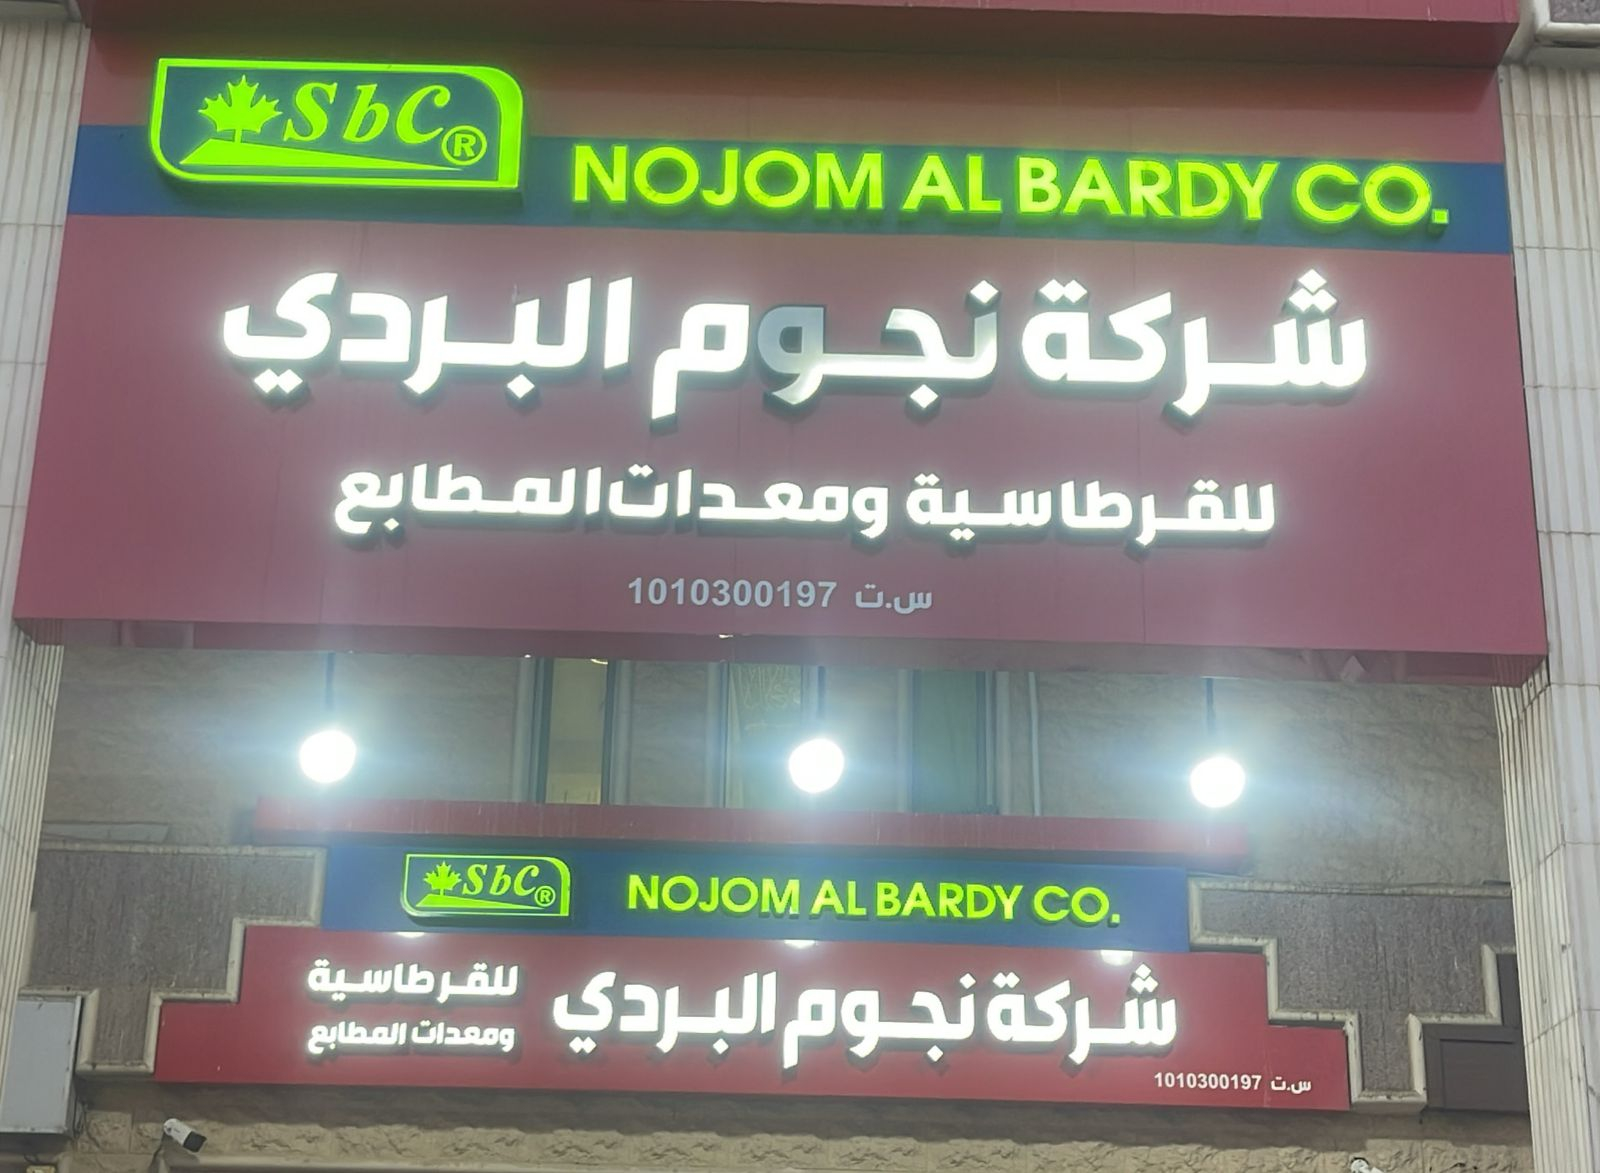 SbC®
NOJOM AL BARDY CO.
شركة نجوم البردي
للقرطاسية ومعدات المطابع
س.ت 1010300197
SbC®
NOJOM AL BARDY CO.
شركة نجوم البردي
للقرطاسية
ومعدات المطابع
س.ت 1010300197